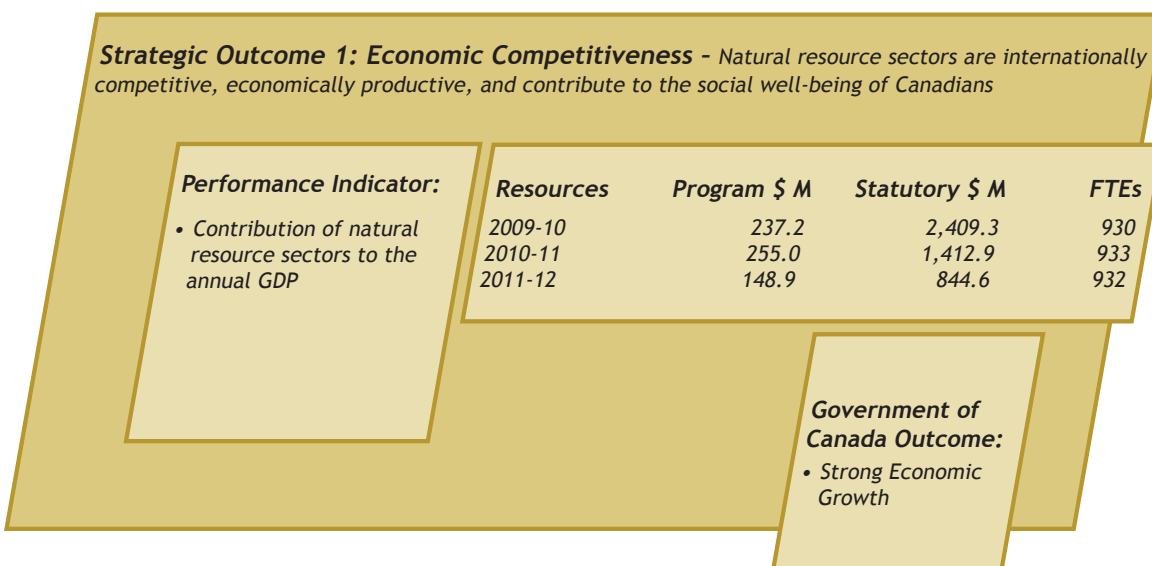 Strategic Outcome 1: Economic Competitiveness – Natural resource sectors are internationally
competitive, economically productive, and contribute to the social well-being of Canadians
Performance Indicator:
• Contribution of natural
resource sectors to the
annual GDP
Resources Program $ M Statutory $ M FTEs
2009-10 237.2 2,409.3 930
2010-11 255.0 1,412.9 933
2011-12 148.9 844.6 932
Government of
Canada Outcome:
• Strong Economic
Growth